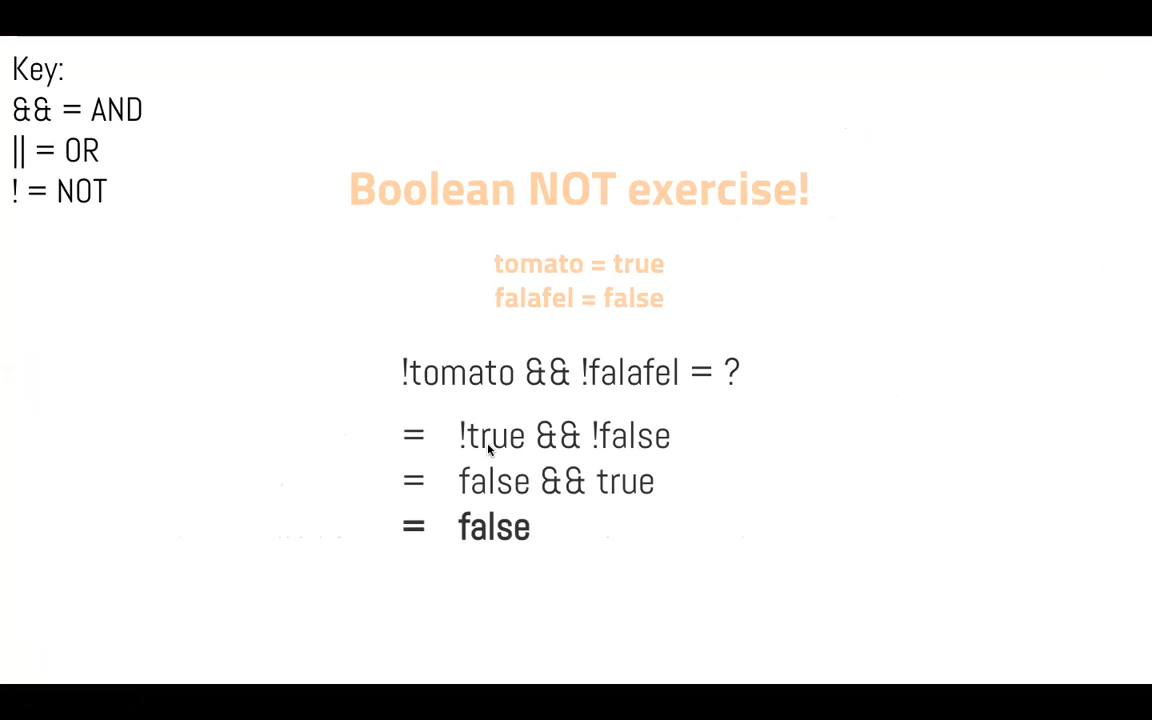 Key:
&& = AND
|| = OR
! = NOT
Boolean NOT exercise!
tomato = true
falafel = false
!tomato && !falafel = ?
= !true && !false
= false && true
= false